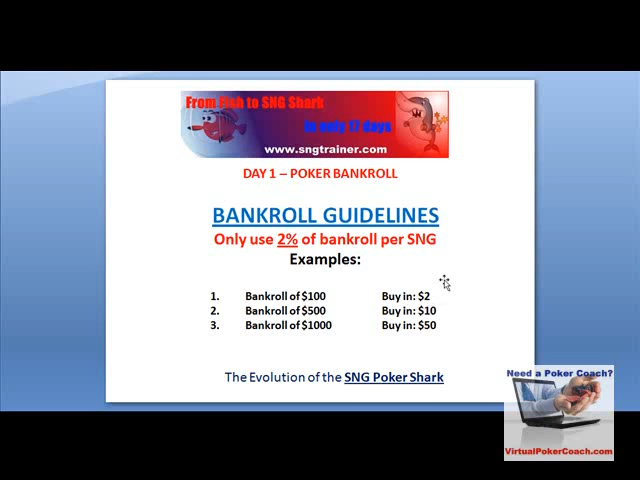 From Fish to SNG Shark
In only 17 days
www.sngtrainer.com
DAY 1 – POKER BANKROLL
BANKROLL GUIDELINES
Only use 2% of bankroll per SNG
Examples:
1. Bankroll of $100 Buy in: $2
2. Bankroll of $500 Buy in: $10
3. Bankroll of $1000 Buy in: $50
The Evolution of the SNG Poker Shark
Need a Poker Coach?
VirtualPokerCoach.com